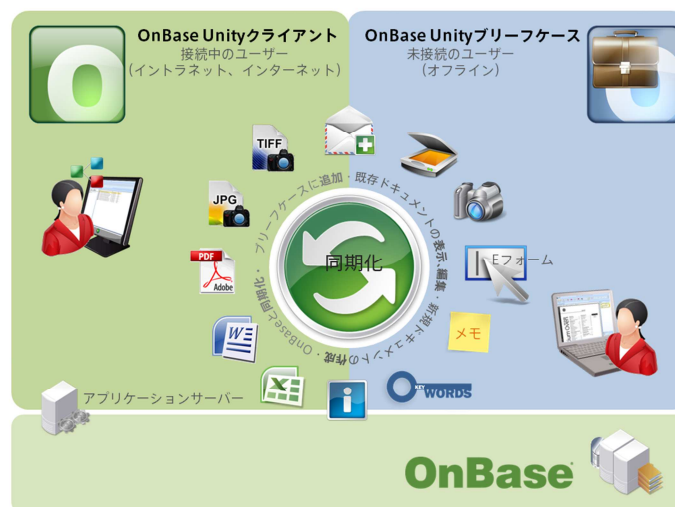 OnBase Unityクライアント
接続中のユーザー
(イントラネット、インターネット)
OnBase Unityブリーフケース
未接続のユーザー
(オフライン)
TIFF
JPG
PDF
Adobe
W
X
i
ブリーフケースに追加・既存ドキュメントの表示、編集・新規ドキュメントの作成・OnBaseと同期化・
同期化
Eフォーム
メモ
KEY
WORDS
アプリケーションサーバー
OnBase